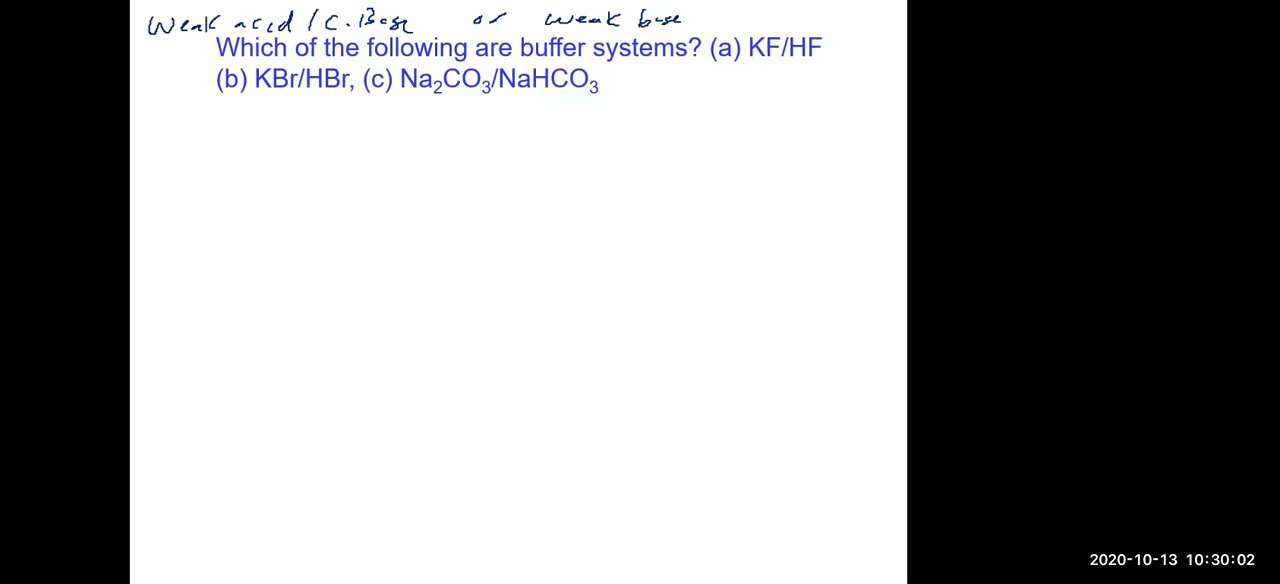 Weak acid / C. Base or weak base
Which of the following are buffer systems? (a) KF/HF
(b) KBr/HBr, (c) Na₂CO₃/NaHCO₃
2020-10-13 10:30:02